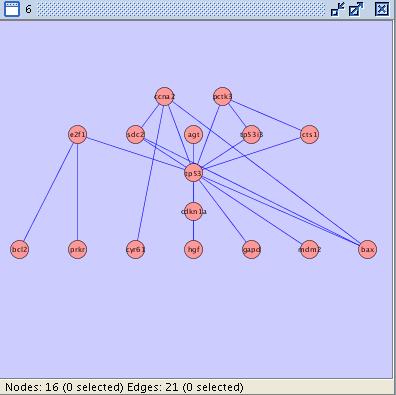 6
ccna2 pctk3
e2f1 sdc2 agt tp53i3 cts1
tp53
cdkn1a
bcl2 prkr cyr61 hgf gapd mdm2 bax
Nodes: 16 (0 selected) Edges: 21 (0 selected)